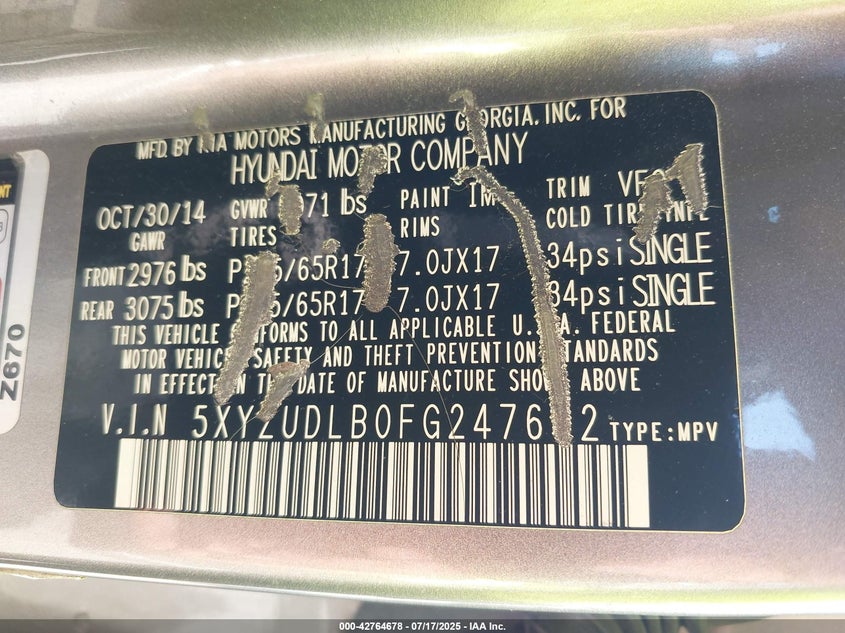 MFD. BY MOTORS MANUFACTURING GEORGIA, INC. FOR
HYUNDAI MOTOR COMPANY
OCT/30/14 GVWR lbs PAINT TRIM
GAWR TIRES RIMS COLD TIRE
FRONT 2976 lbs /65R17 7.0JX17 34psi SINGLE
REAR 3075 lbs /65R17 7.0JX17 34psi SINGLE
THIS VEHICLE CONFORMS TO ALL APPLICABLE FEDERAL
MOTOR VEHICLE SAFETY AND THEFT PREVENTION STANDARDS
IN EFFECT ON THE DATE OF MANUFACTURE SHOWN ABOVE
V.I.N TYPE:MPV
Z670
000-42764678 | 07/17/2025 | IAA Inc.